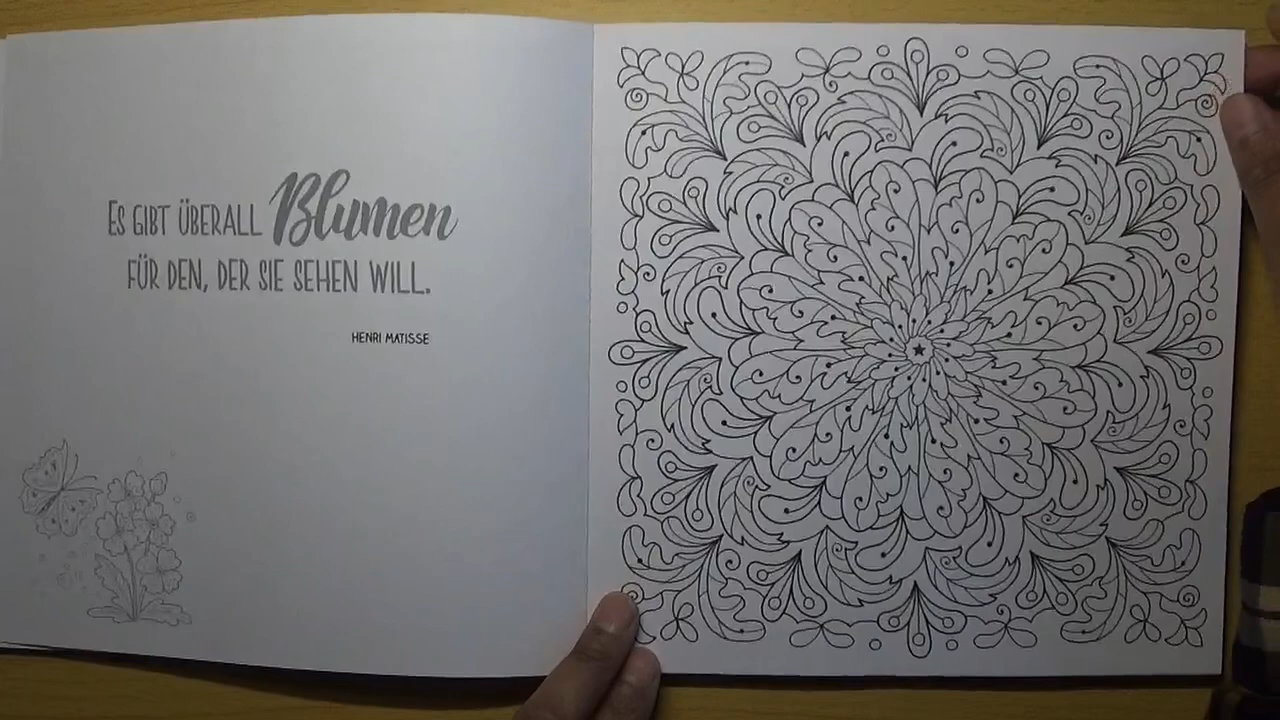 ES GIBT ÜBERALL Blumen
FÜR DEN, DER SIE SEHEN WILL.
HENRI MATISSE